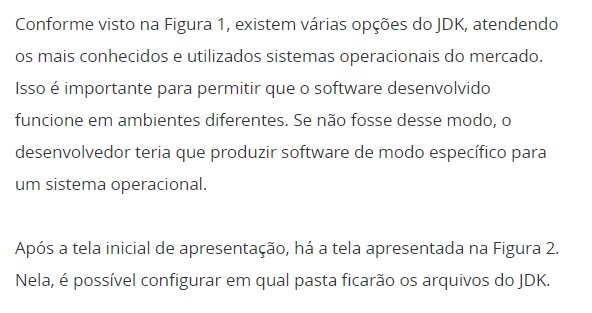 Conforme visto na Figura 1, existem várias opções do JDK, atendendo
os mais conhecidos e utilizados sistemas operacionais do mercado.
Isso é importante para permitir que o software desenvolvido
funcione em ambientes diferentes. Se não fosse desse modo, o
desenvolvedor teria que produzir software de modo específico para
um sistema operacional.
Após a tela inicial de apresentação, há a tela apresentada na Figura 2.
Nela, é possível configurar em qual pasta ficarão os arquivos do JDK.